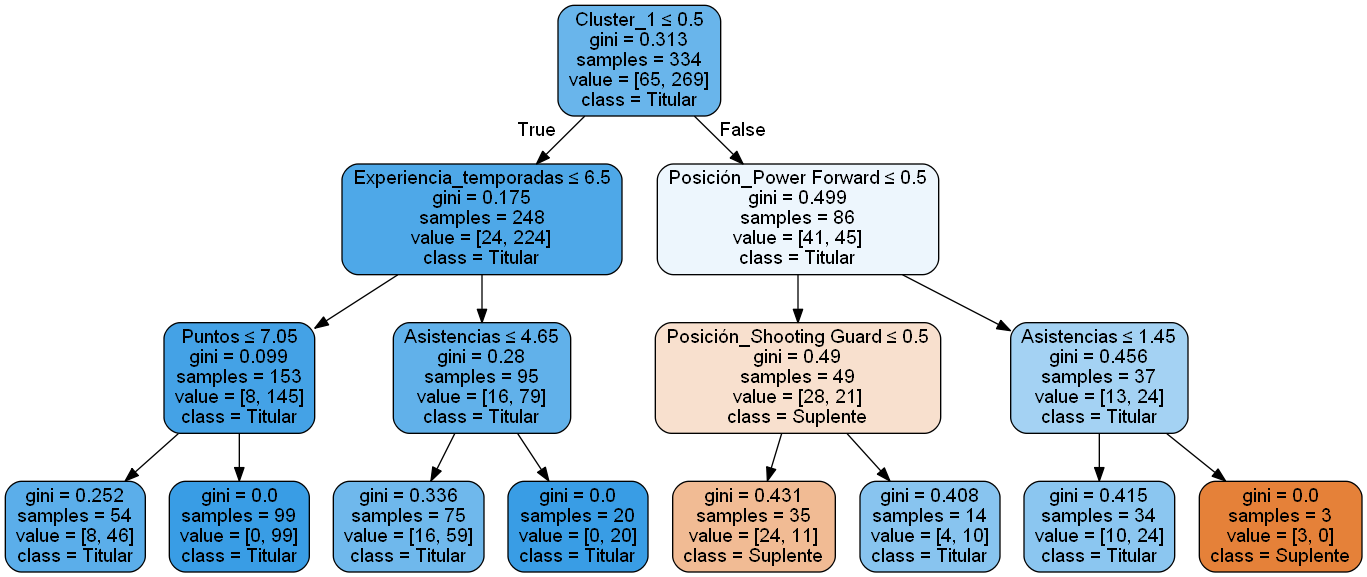 Cluster_1 ≤ 0.5
gini = 0.313
samples = 334
value = [65, 269]
class = Titular
True
False
Experiencia_temporadas ≤ 6.5
gini = 0.175
samples = 248
value = [24, 224]
class = Titular
Posición_Power Forward ≤ 0.5
gini = 0.499
samples = 86
value = [41, 45]
class = Titular
Puntos ≤ 7.05
gini = 0.099
samples = 153
value = [8, 145]
class = Titular
Asistencias ≤ 4.65
gini = 0.28
samples = 95
value = [16, 79]
class = Titular
Posición_Shooting Guard ≤ 0.5
gini = 0.49
samples = 49
value = [28, 21]
class = Suplente
Asistencias ≤ 1.45
gini = 0.456
samples = 37
value = [13, 24]
class = Titular
gini = 0.252
samples = 54
value = [8, 46]
class = Titular
gini = 0.0
samples = 99
value = [0, 99]
class = Titular
gini = 0.336
samples = 75
value = [16, 59]
class = Titular
gini = 0.0
samples = 20
value = [0, 20]
class = Titular
gini = 0.431
samples = 35
value = [24, 11]
class = Suplente
gini = 0.408
samples = 14
value = [4, 10]
class = Titular
gini = 0.415
samples = 34
value = [10, 24]
class = Titular
gini = 0.0
samples = 3
value = [3, 0]
class = Suplente